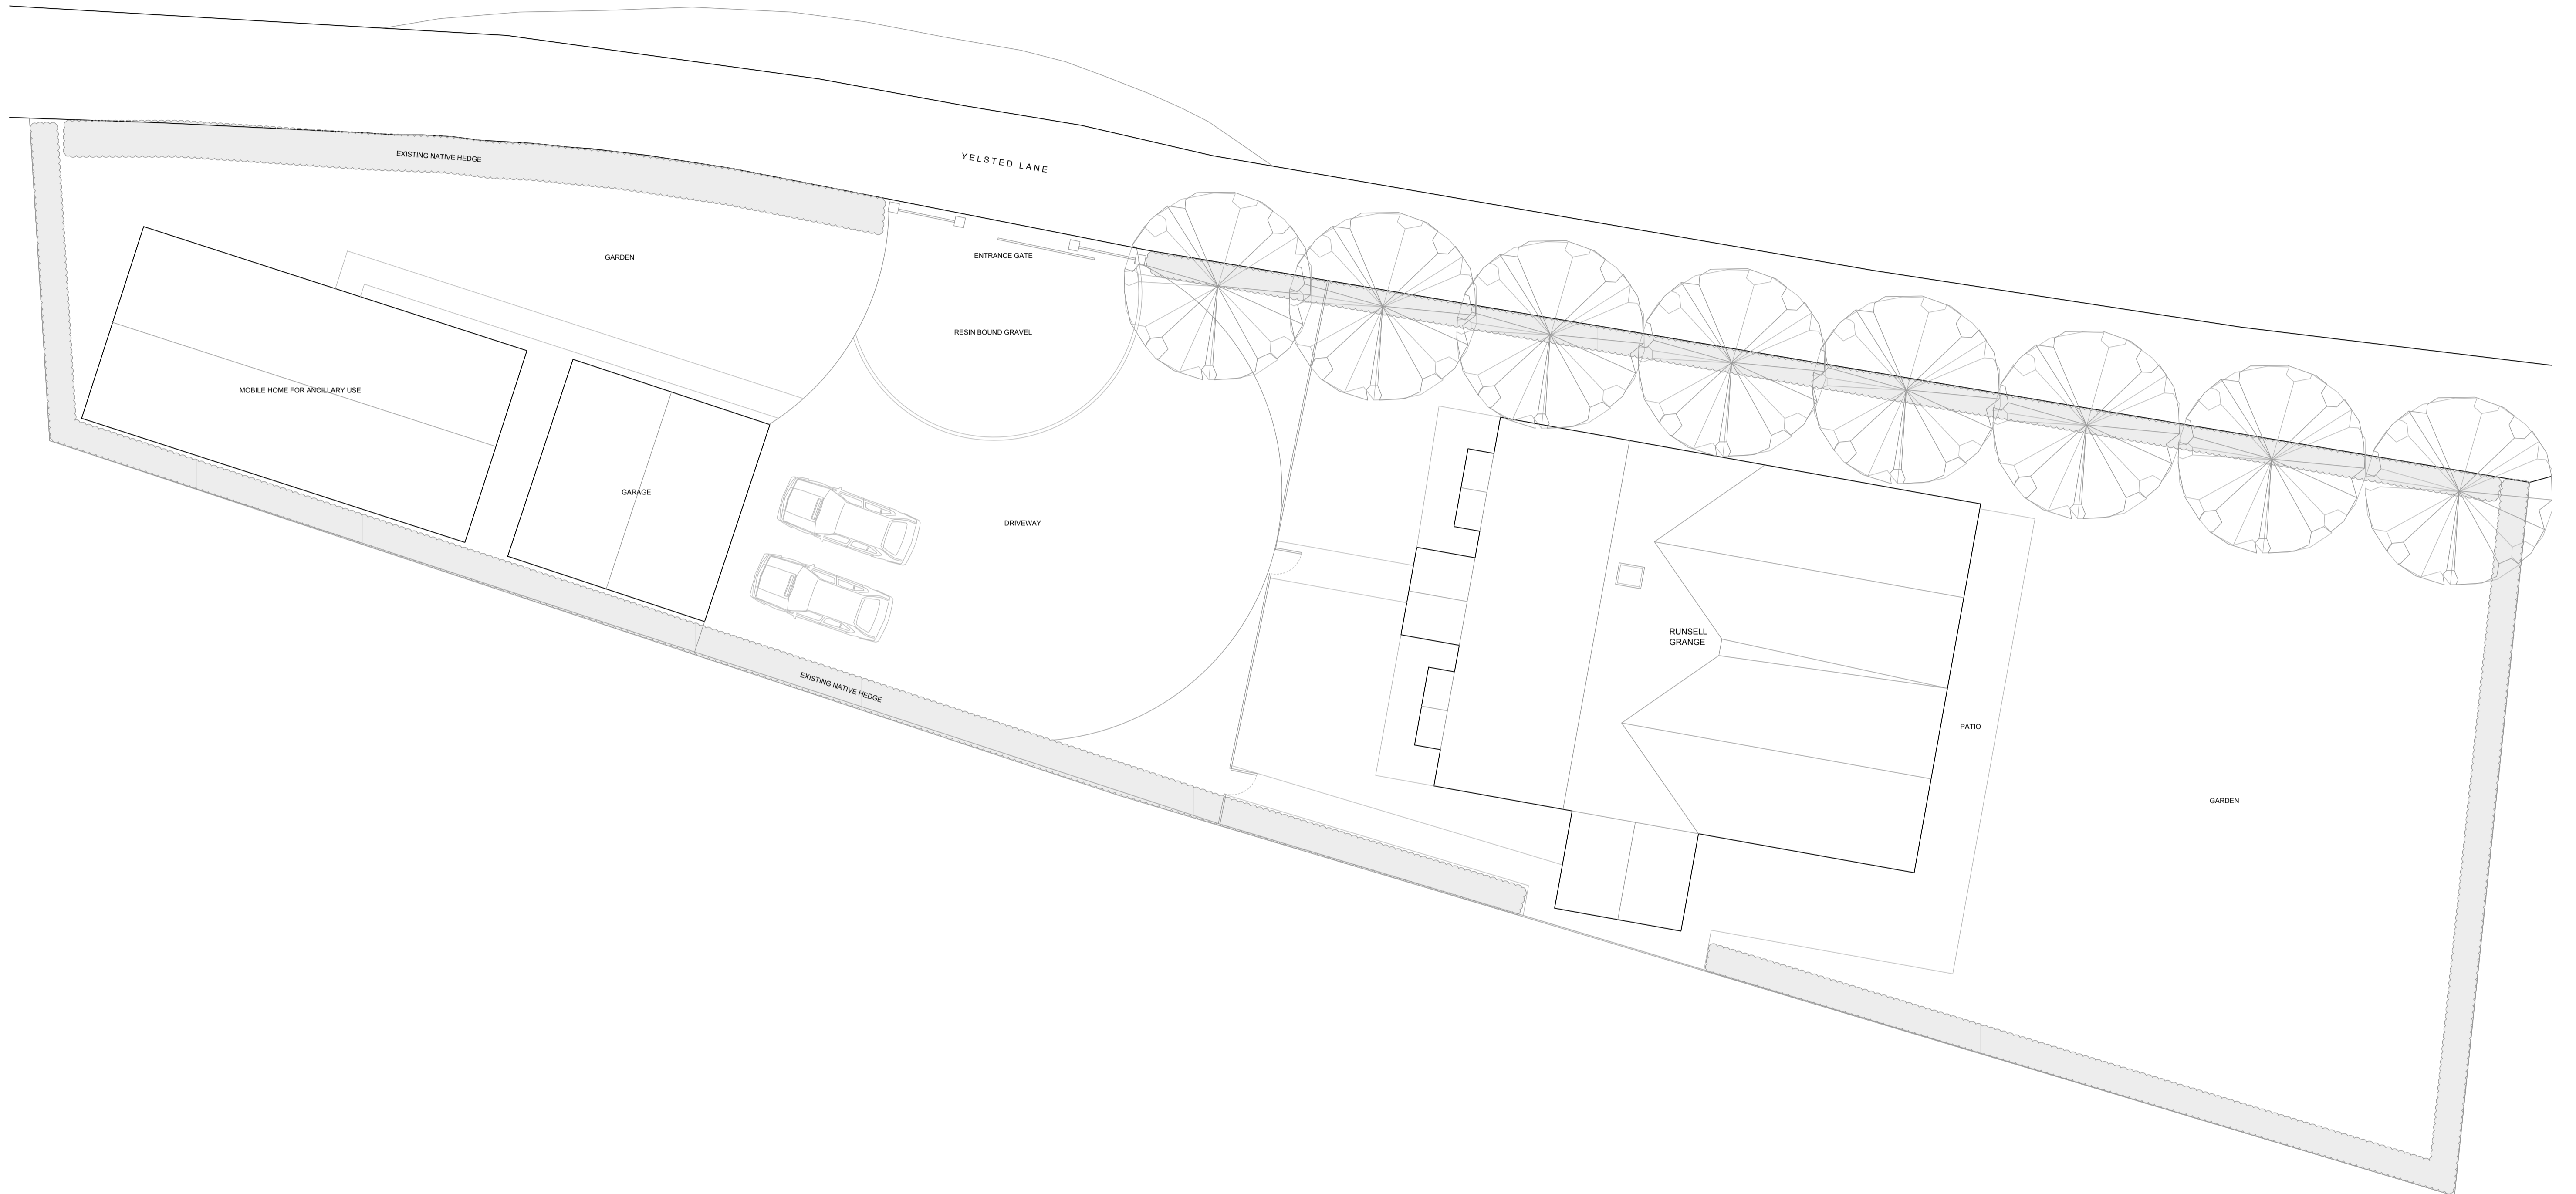 EXISTING NATIVE HEDGE
YELSTED LANE
GARDEN
ENTRANCE GATE
RESIN BOUND GRAVEL
MOBILE HOME FOR ANCILLARY USE
GARAGE
DRIVEWAY
RUNSELL
GRANGE
EXISTING NATIVE HEDGE
PATIO
GARDEN